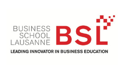 BUSINESS
SCHOOL
LAUSANNE
BSL
LEADING INNOVATOR IN BUSINESS EDUCATION